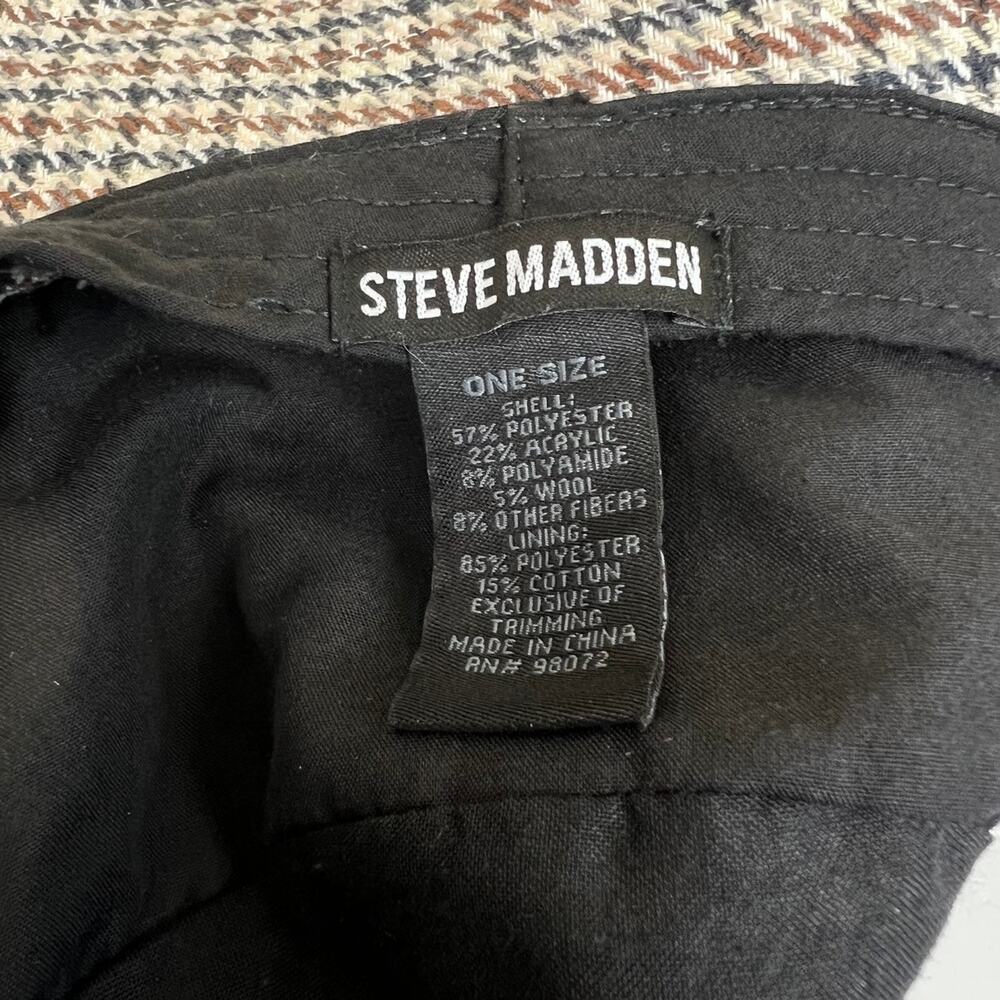 STEVE MADDEN
ONE SIZE
SHELL:
57% POLYESTER
22% ACRYLIC
8% POLYAMIDE
5% WOOL
8% OTHER FIBERS
LINING:
85% POLYESTER
15% COTTON
EXCLUSIVE OF
TRIMMING
MADE IN CHINA
RN# 98072